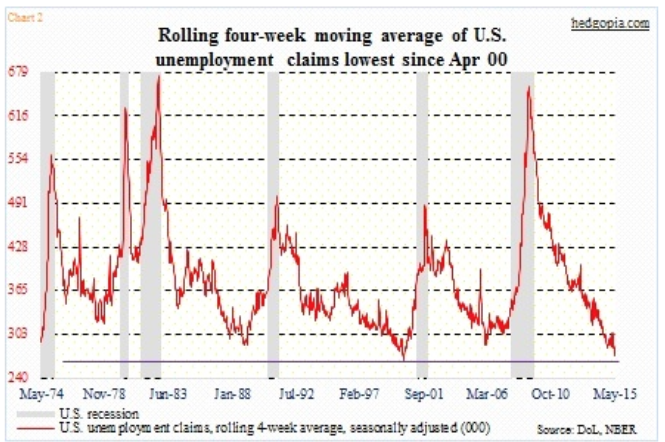 Chart 2
hedgopia.com
Rolling four-week moving average of U.S.
unemployment claims lowest since Apr 00
679
616
554
491
428
365
303
240
May-74 Nov-78 Jun-83 Jan-88 Jul-92 Feb-97 Sep-01 Mar-06 Oct-10 May-15
U.S. recession
U.S. unemployment claims, rolling 4-week average, seasonally adjusted (000)
Source: DoL, NBER